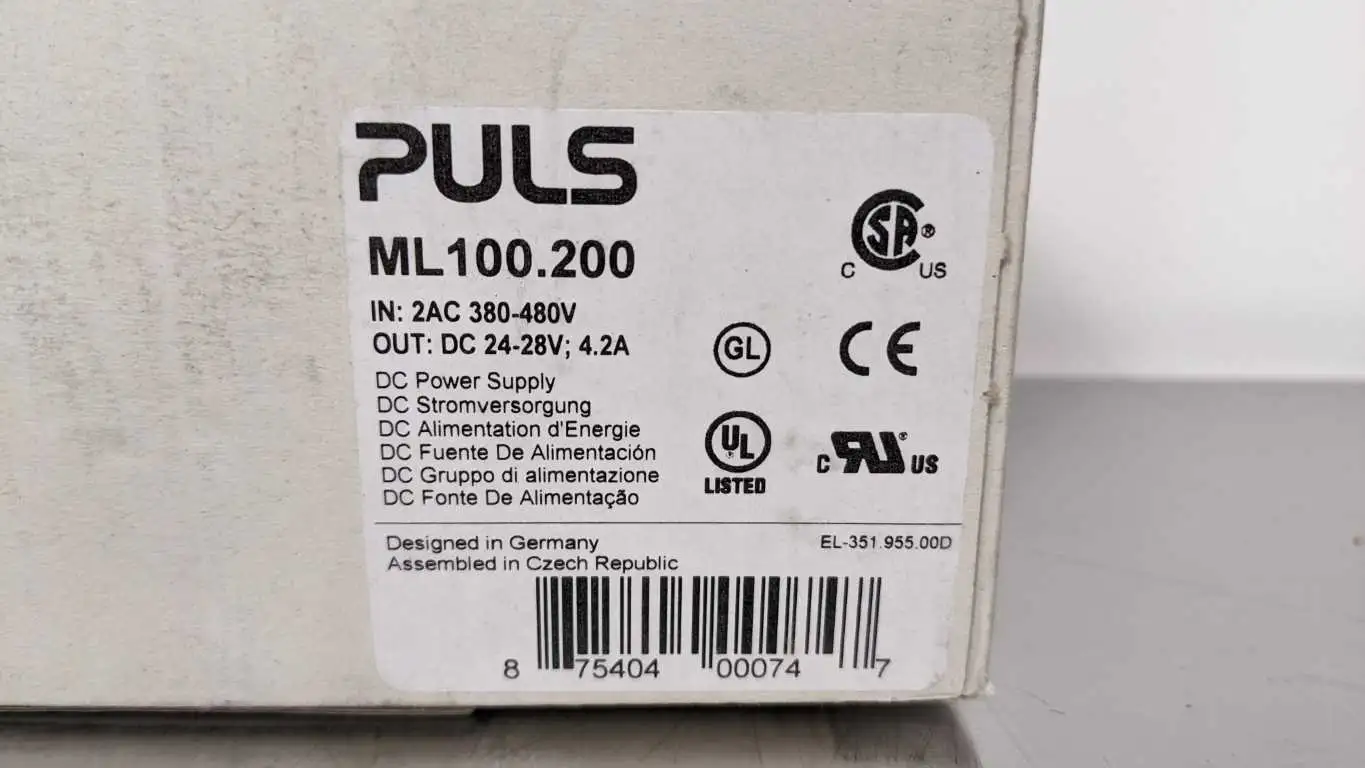 PULS
ML100.200
IN: 2AC 380-480V
OUT: DC 24-28V; 4.2A
DC Power Supply
DC Stromversorgung
DC Alimentation d'Energie
DC Fuente De Alimentación
DC Gruppo di alimentazione
DC Fonte De Alimentação
CSA®
C US
GL
CE
UL
®
LISTED
C RU® US
Designed in Germany
Assembled in Czech Republic
EL-351.955.00D
8 75404 00074 7